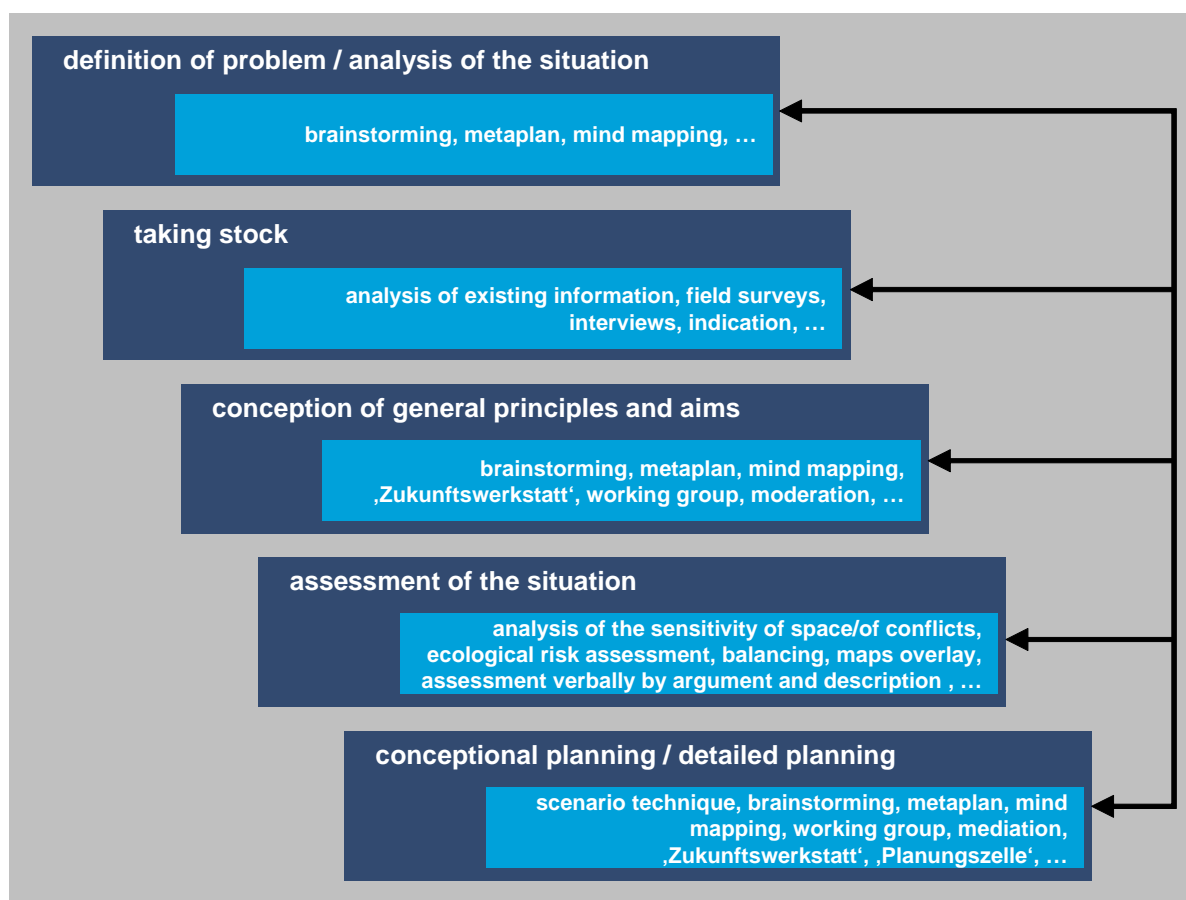 definition of problem / analysis of the situation
brainstorming, metaplan, mind mapping, …
taking stock
analysis of existing information, field surveys,
interviews, indication, …
conception of general principles and aims
brainstorming, metaplan, mind mapping,
‚Zukunftswerkstatt‘, working group, moderation, …
assessment of the situation
analysis of the sensitivity of space/of conflicts,
ecological risk assessment, balancing, maps overlay,
assessment verbally by argument and description , …
conceptional planning / detailed planning
scenario technique, brainstorming, metaplan, mind
mapping, working group, mediation,
‚Zukunftswerkstatt‘, ‚Planungszelle‘, …